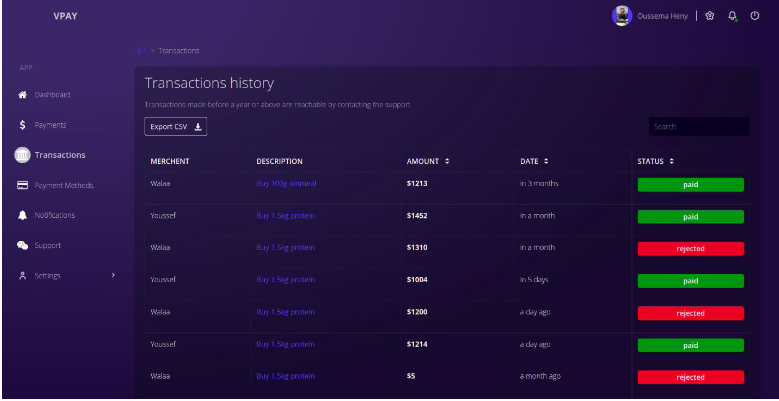 VPAY
Oussema Heny
App > Transactions
APP
Dashboard
Payments
Transactions
Payment Methods
Notifications
Support
Settings
Transactions history
Transactions made before a year or above are reachable by contacting the support
Export CSV
Search
MERCHENT DESCRIPTION AMOUNT DATE STATUS
Walaa Buy 100g oatmeal $1213 in 3 months paid
Youssef Buy 1.5kg protein $1452 in a month paid
Walaa Buy 1.5kg protein $1310 in a month rejected
Youssef Buy 1.5kg protein $1004 in 5 days paid
Walaa Buy 1.5kg protein $1200 a day ago rejected
Youssef Buy 1.5kg protein $1214 a day ago paid
Walaa Buy 1.5kg protein $5 a month ago rejected